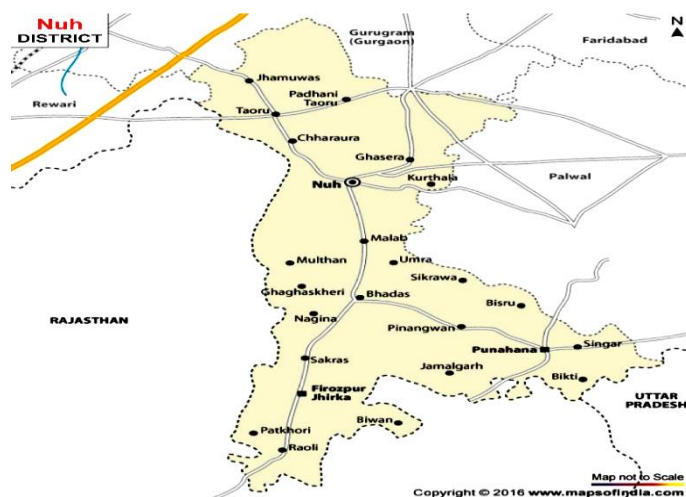 Nuh
DISTRICT
N
Gurugram
(Gurgaon)
Faridabad
Jhamuwas
Rewari
Padhani
Taoru
Taoru
Chharaura
Ghasera
Kurthala
Palwal
Nuh
Malab
Multhan
Umra
Sikrawa
Ghaghaskheri
Bhadas
Bisru
RAJASTHAN
Nagina
Pinangwan
Punahana
Singar
Sakras
Jamalgarh
Bikti
Firozpur
Jhirka
UTTAR
PRADESH
Biwan
Patkhori
Raoli
Map not to Scale
Copyright © 2016 www.mapsofindia.com